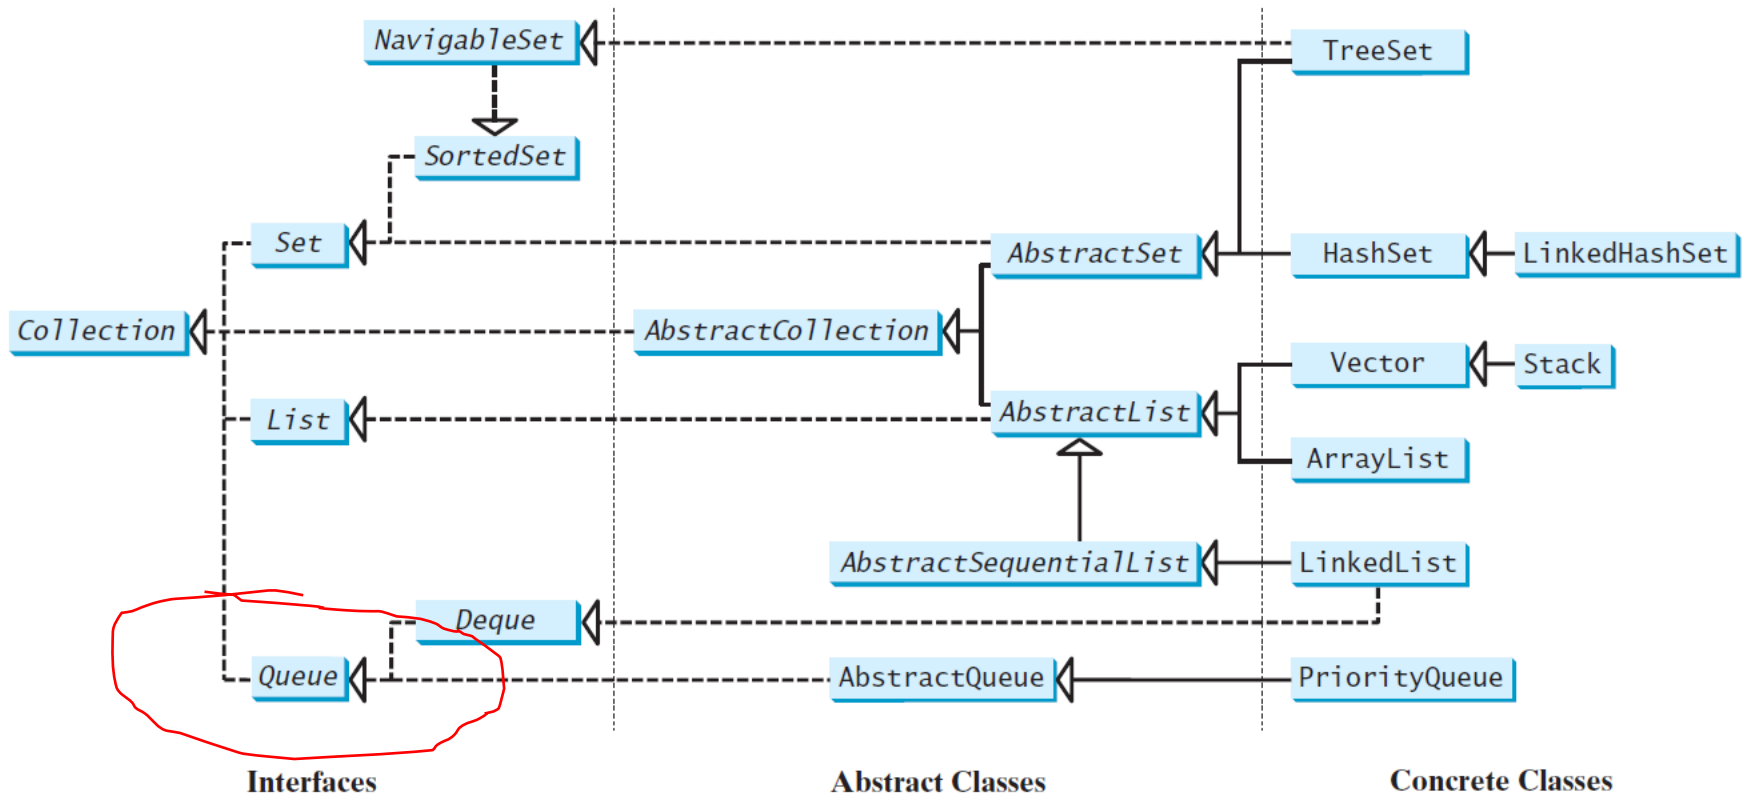 NavigableSet
TreeSet
SortedSet
Set
AbstractSet
HashSet
LinkedHashSet
Collection
AbstractCollection
Vector
Stack
List
AbstractList
ArrayList
AbstractSequentialList
LinkedList
Deque
Queue
AbstractQueue
PriorityQueue
Interfaces
Abstract Classes
Concrete Classes